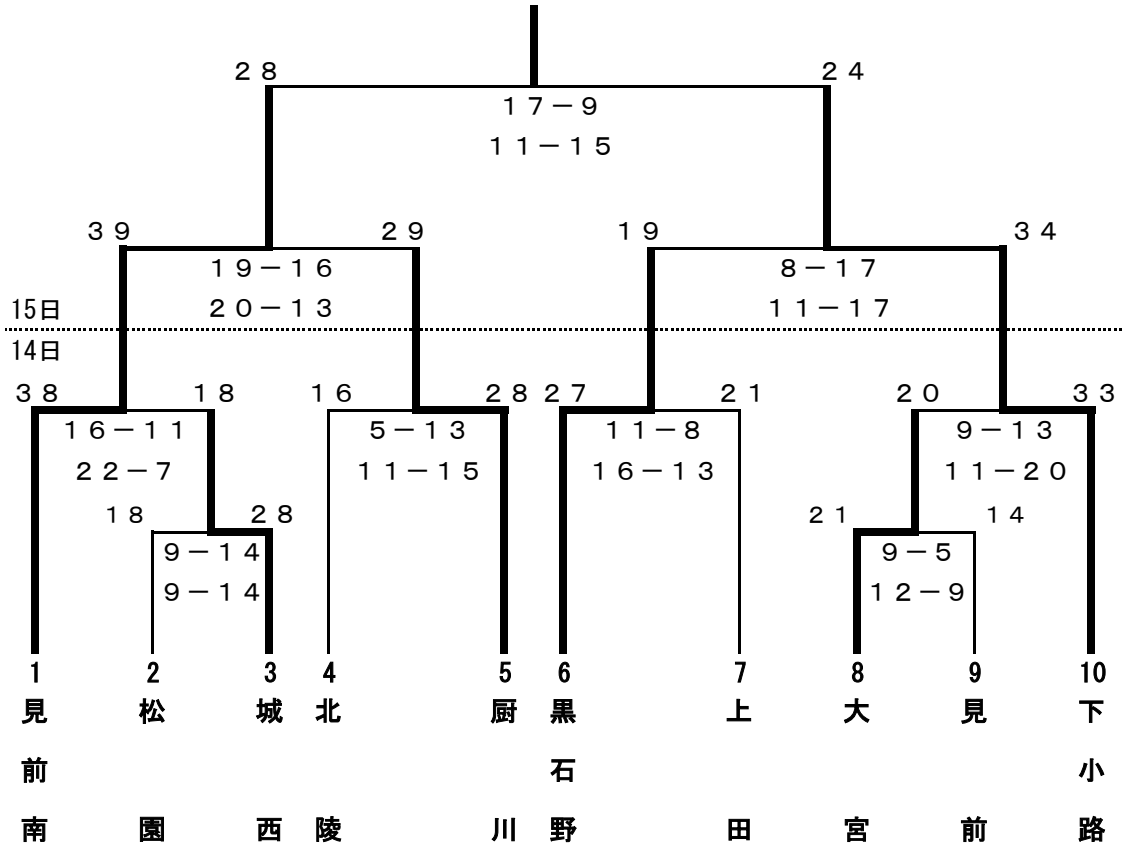 ２８ ２４
１７－９
１１－１５
３９ ２９ １９ ３４
１９－１６ ８－１７
15日 ２０－１３ １１－１７
14日
３８ １８ １６ ２８ ２７ ２１ ２０ ３３
１６－１１ ５－１３ １１－８ ９－１３
２２－７ １１－１５ １６－１３ １１－２０
１８ ２８ ２１ １４
９－１４ ９－５
９－１４ １２－９
1 2 3 4 5 6 7 8 9 10
見前南
松園
城西
北陵
厨川
黒石野
上田
大宮
見前
下小路